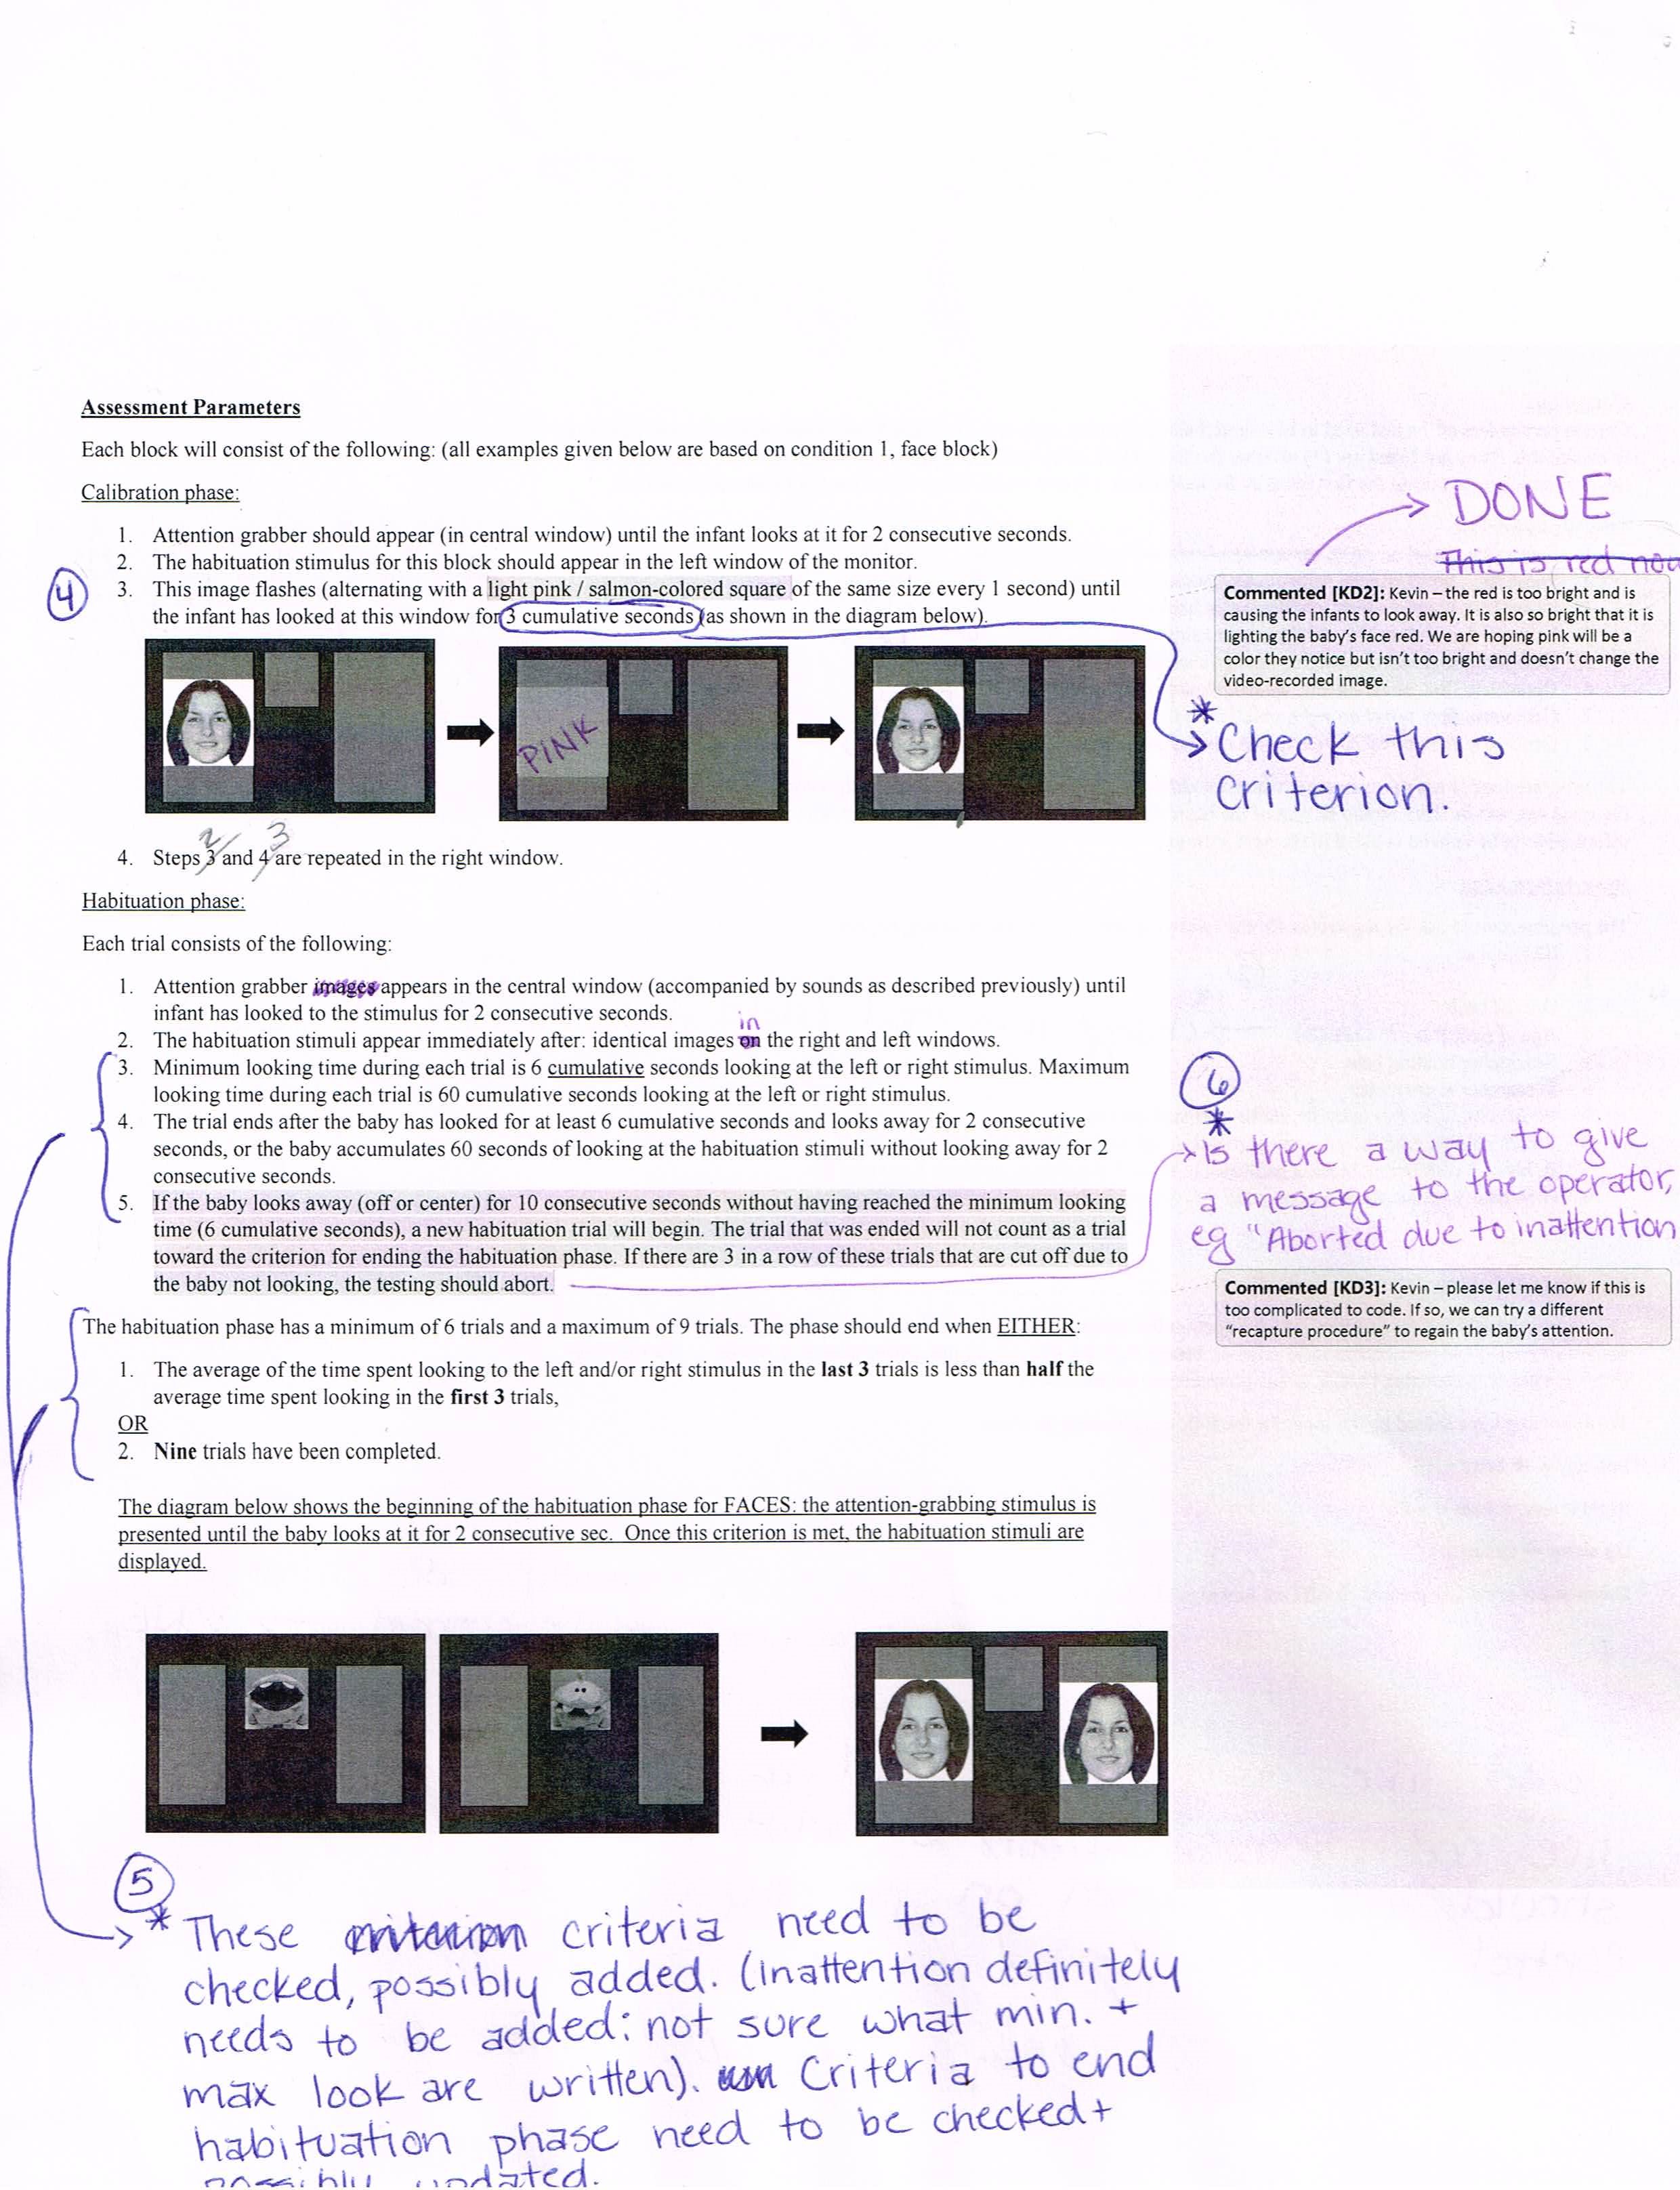 Assessment Parameters
Each block will consist of the following: (all examples given below are based on condition 1, face block)
Calibration phase:
1. Attention grabber should appear (in central window) until the infant looks at it for 2 consecutive seconds.
2. The habituation stimulus for this block should appear in the left window of the monitor.
4
3. This image flashes (alternating with a light pink / salmon-colored square of the same size every 1 second) until
the infant has looked at this window for 3 cumulative seconds (as shown in the diagram below).
DONE
This is red now
Commented [KD2]: Kevin – the red is too bright and is
causing the infants to look away. It is also so bright that it is
lighting the baby's face red. We are hoping pink will be a
color they notice but isn't too bright and doesn't change the
video-recorded image.
PINK
* Check this
criterion.
2 3
4. Steps 3 and 4 are repeated in the right window.
Habituation phase:
Each trial consists of the following:
1. Attention grabber images appears in the central window (accompanied by sounds as described previously) until
infant has looked to the stimulus for 2 consecutive seconds.
in
2. The habituation stimuli appear immediately after: identical images on the right and left windows.
3. Minimum looking time during each trial is 6 cumulative seconds looking at the left or right stimulus. Maximum
looking time during each trial is 60 cumulative seconds looking at the left or right stimulus.
4. The trial ends after the baby has looked for at least 6 cumulative seconds and looks away for 2 consecutive
seconds, or the baby accumulates 60 seconds of looking at the habituation stimuli without looking away for 2
consecutive seconds.
5. If the baby looks away (off or center) for 10 consecutive seconds without having reached the minimum looking
time (6 cumulative seconds), a new habituation trial will begin. The trial that was ended will not count as a trial
toward the criterion for ending the habituation phase. If there are 3 in a row of these trials that are cut off due to
the baby not looking, the testing should abort.
6
*
Is there a way to give
a message to the operator,
eg "Aborted due to inattention
Commented [KD3]: Kevin – please let me know if this is
too complicated to code. If so, we can try a different
"recapture procedure" to regain the baby's attention.
The habituation phase has a minimum of 6 trials and a maximum of 9 trials. The phase should end when EITHER:
1. The average of the time spent looking to the left and/or right stimulus in the last 3 trials is less than half the
average time spent looking in the first 3 trials,
OR
2. Nine trials have been completed.
The diagram below shows the beginning of the habituation phase for FACES: the attention-grabbing stimulus is
presented until the baby looks at it for 2 consecutive sec. Once this criterion is met, the habituation stimuli are
displayed.
5
* These criterion criteria need to be
checked, possibly added. (inattention definitely
needs to be added: not sure what min. +
max look are written). Criteria to end
habituation phase need to be checked +
possibly updated.